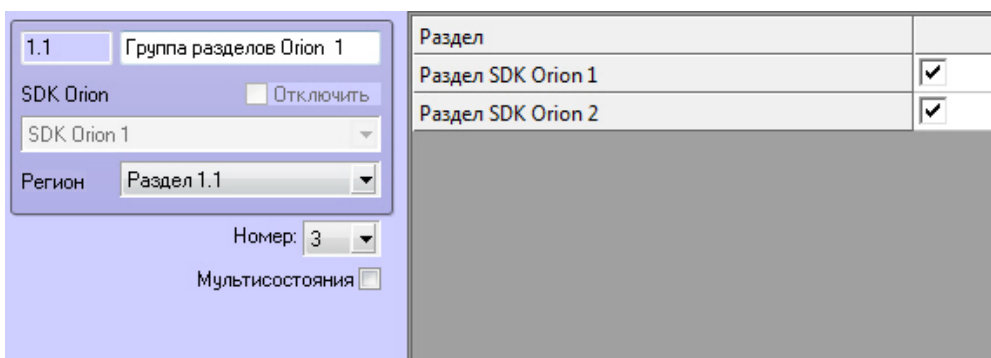 1.1 Группа разделов Orion 1
SDK Orion Отключить
SDK Orion 1
Регион Раздел 1.1
Номер: 3
Мультисостояния
Раздел
Раздел SDK Orion 1
Раздел SDK Orion 2